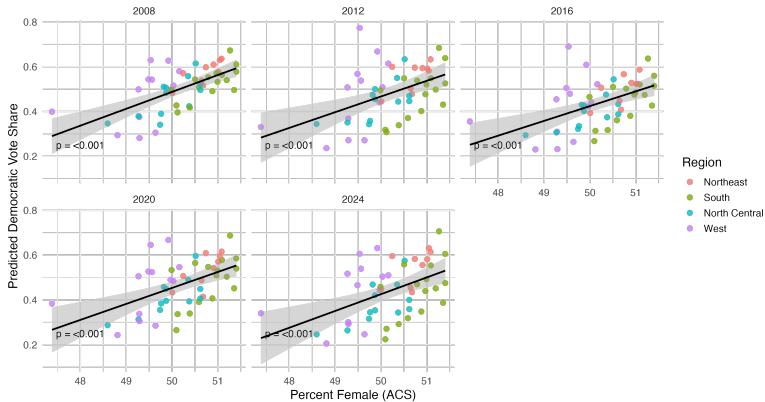 2008
2012
2016
0.8
0.6
0.4
0.2
p = <0.001
p = <0.001
p = <0.001
48
49
50
51
2020
2024
0.8
0.6
0.4
0.2
p = <0.001
p = <0.001
48
49
50
51
48
49
50
51
Percent Female (ACS)
Predicted Democratic Vote Share
Region
Northeast
South
North Central
West